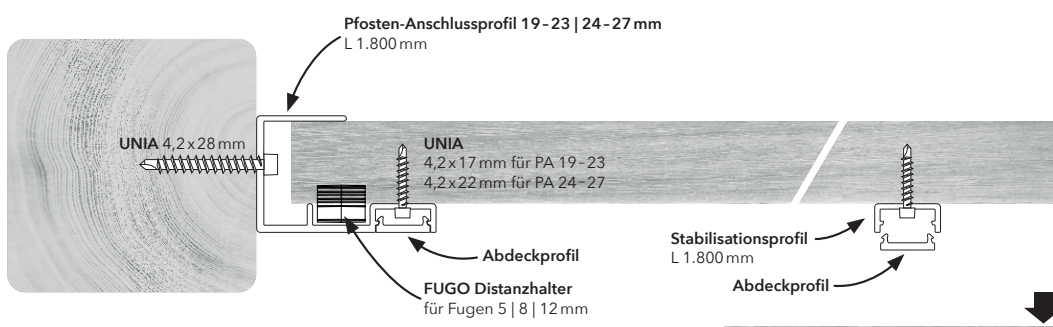 Pfosten-Anschlussprofil 19–23 | 24–27 mm
L 1.800 mm
UNIA 4,2 x 28 mm
UNIA
4,2 x 17 mm für PA 19–23
4,2 x 22 mm für PA 24–27
Abdeckprofil
FUGO Distanzhalter
für Fugen 5 | 8 | 12 mm
Stabilisationsprofil
L 1.800 mm
Abdeckprofil